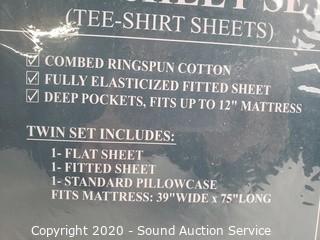 (TEE-SHIRT SHEETS)
COMBED RINGSPUN COTTON
FULLY ELASTICIZED FITTED SHEET
DEEP POCKETS, FITS UP TO 12" MATTRESS
TWIN SET INCLUDES:
1- FLAT SHEET
1- FITTED SHEET
1- STANDARD PILLOWCASE
FITS MATTRESS: 39"WIDE x 75"LONG
Copyright 2020 - Sound Auction Service